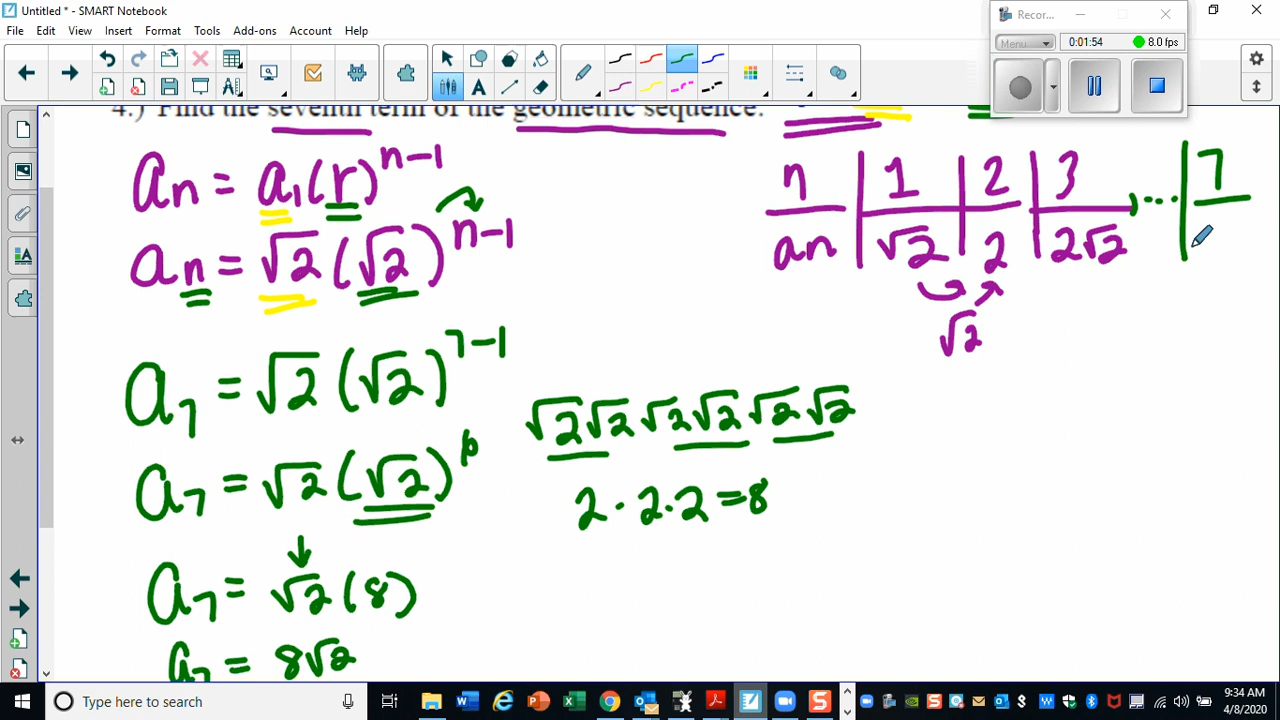 Untitled * - SMART Notebook
Recor...
File Edit View Insert Format Tools Add-ons Account Help
Menu 0:01:54 8.0 fps
4.) Find the seventh term of the geometric sequence.
an = a₁(r)ⁿ⁻¹
n 1 2 3 ... 7
an √2 2 2√2
√2
an = √2 (√2)ⁿ⁻¹
a₇ = √2 (√2)⁷⁻¹
√2 √2 √2 √2 √2 √2
a₇ = √2 (√2)⁶
2 · 2 · 2 = 8
a₇ = √2 (8)
a₇ = 8√2
Type here to search
9:34 AM
4/8/2020